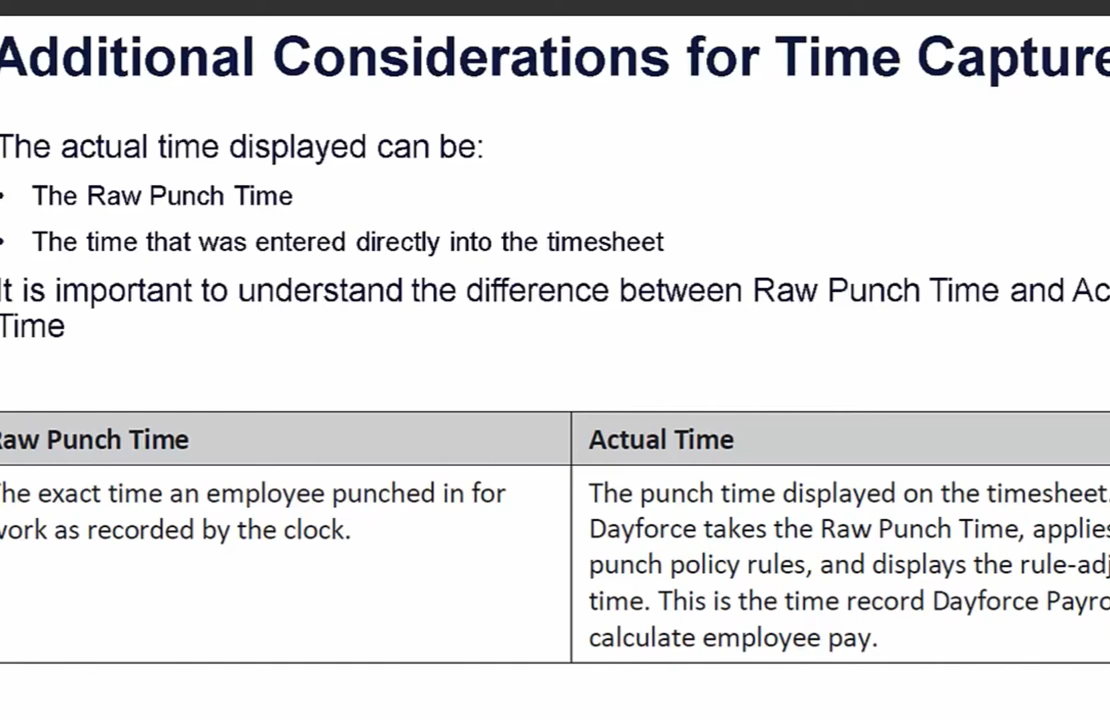 Additional Considerations for Time Capture
The actual time displayed can be:
• The Raw Punch Time
• The time that was entered directly into the timesheet
It is important to understand the difference between Raw Punch Time and Ac
Time
Raw Punch Time
Actual Time
The exact time an employee punched in for
work as recorded by the clock.
The punch time displayed on the timesheet.
Dayforce takes the Raw Punch Time, applies
punch policy rules, and displays the rule-adj
time. This is the time record Dayforce Payro
calculate employee pay.